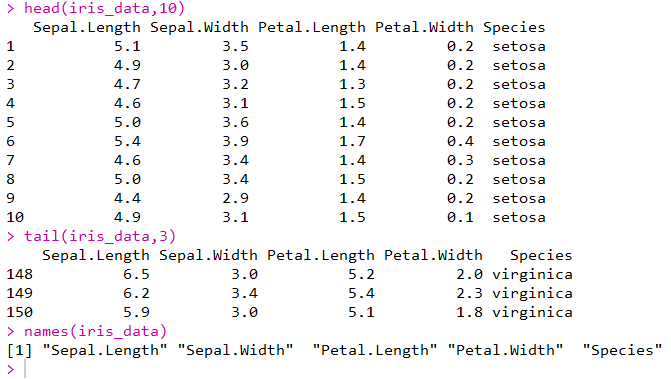 > head(iris_data,10)
   Sepal.Length Sepal.Width Petal.Length Petal.Width Species
1           5.1         3.5          1.4         0.2  setosa
2           4.9         3.0          1.4         0.2  setosa
3           4.7         3.2          1.3         0.2  setosa
4           4.6         3.1          1.5         0.2  setosa
5           5.0         3.6          1.4         0.2  setosa
6           5.4         3.9          1.7         0.4  setosa
7           4.6         3.4          1.4         0.3  setosa
8           5.0         3.4          1.5         0.2  setosa
9           4.4         2.9          1.4         0.2  setosa
10          4.9         3.1          1.5         0.1  setosa
> tail(iris_data,3)
    Sepal.Length Sepal.Width Petal.Length Petal.Width   Species
148          6.5         3.0          5.2         2.0 virginica
149          6.2         3.4          5.4         2.3 virginica
150          5.9         3.0          5.1         1.8 virginica
> names(iris_data)
[1] "Sepal.Length" "Sepal.Width"  "Petal.Length" "Petal.Width"  "Species"
>